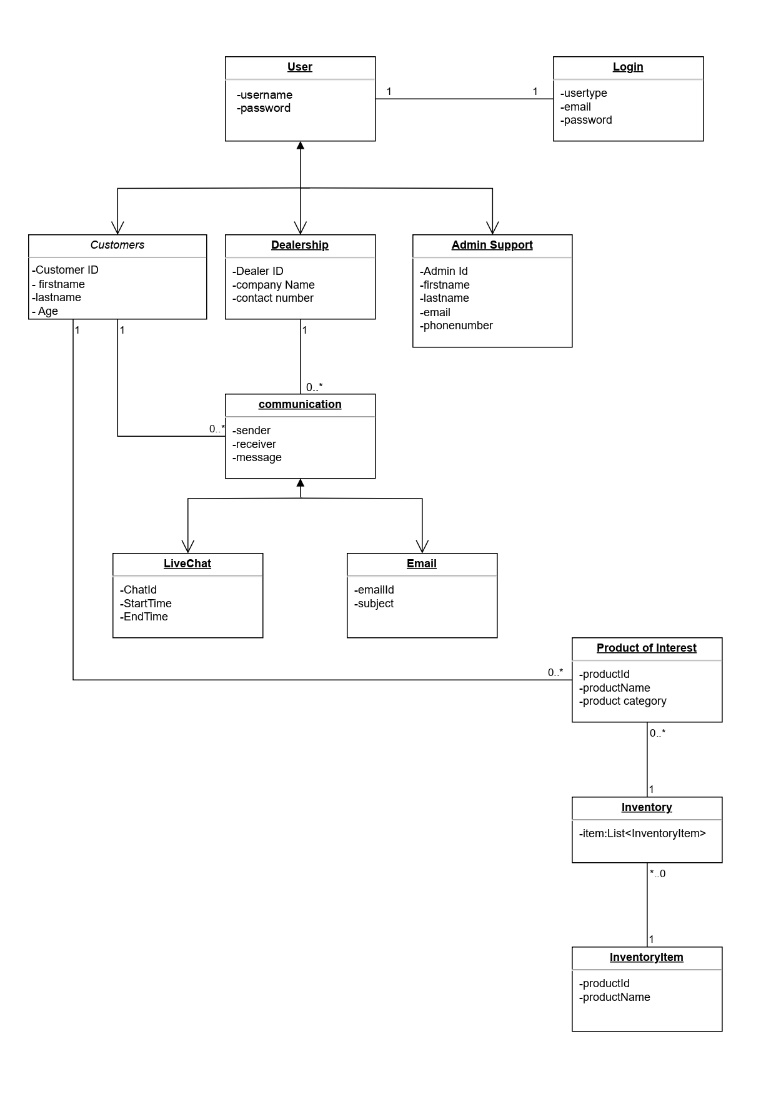 User
-username
-password
1
1
Login
-usertype
-email
-password
Customers
-Customer ID
- firstname
-lastname
- Age
Dealership
-Dealer ID
-company Name
-contact number
Admin Support
-Admin Id
-firstname
-lastname
-email
-phonenumber
1
1
1
0..*
0..*
communication
-sender
-receiver
-message
LiveChat
-ChatId
-StartTime
-EndTime
Email
-emailId
-subject
0..*
Product of Interest
-productId
-productName
-product category
0..*
1
Inventory
-item:List<InventoryItem>
*..0
1
InventoryItem
-productId
-productName